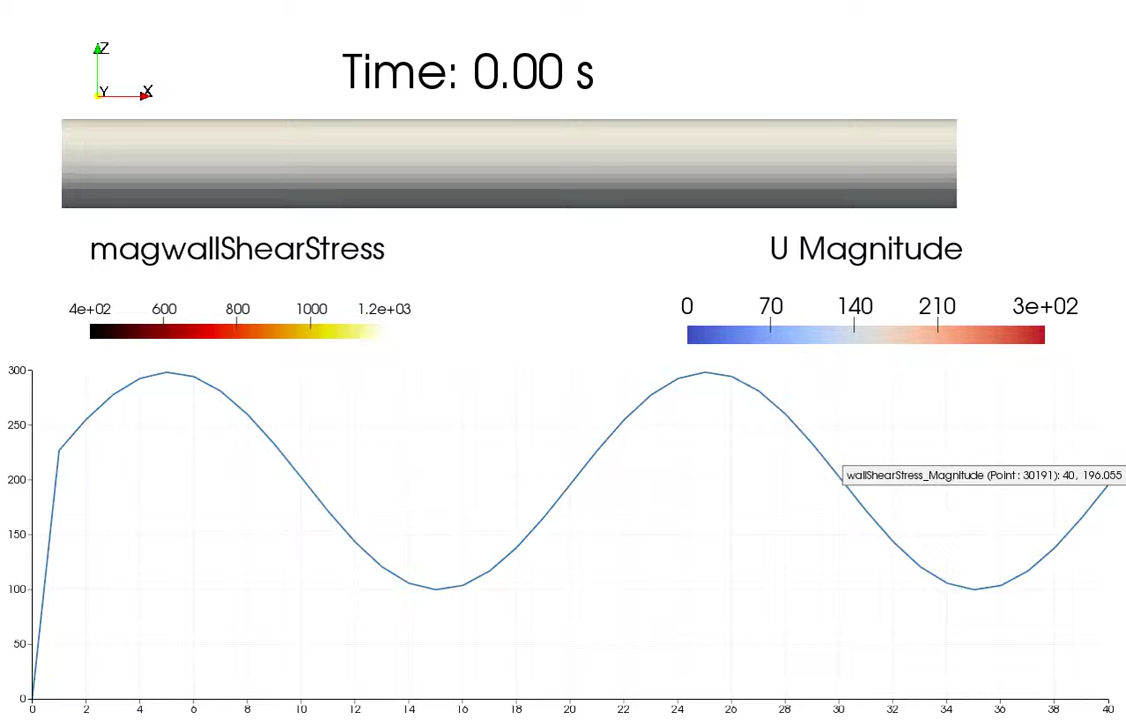 Z
Y X
Time: 0.00 s
magwallShearStress
U Magnitude
4e+02 600 800 1000 1.2e+03
0 70 140 210 3e+02
300
250
200
150
100
50
0
wallShearStress_Magnitude (Point : 30191): 40, 196.055
0 2 4 6 8 10 12 14 16 18 20 22 24 26 28 30 32 34 36 38 40